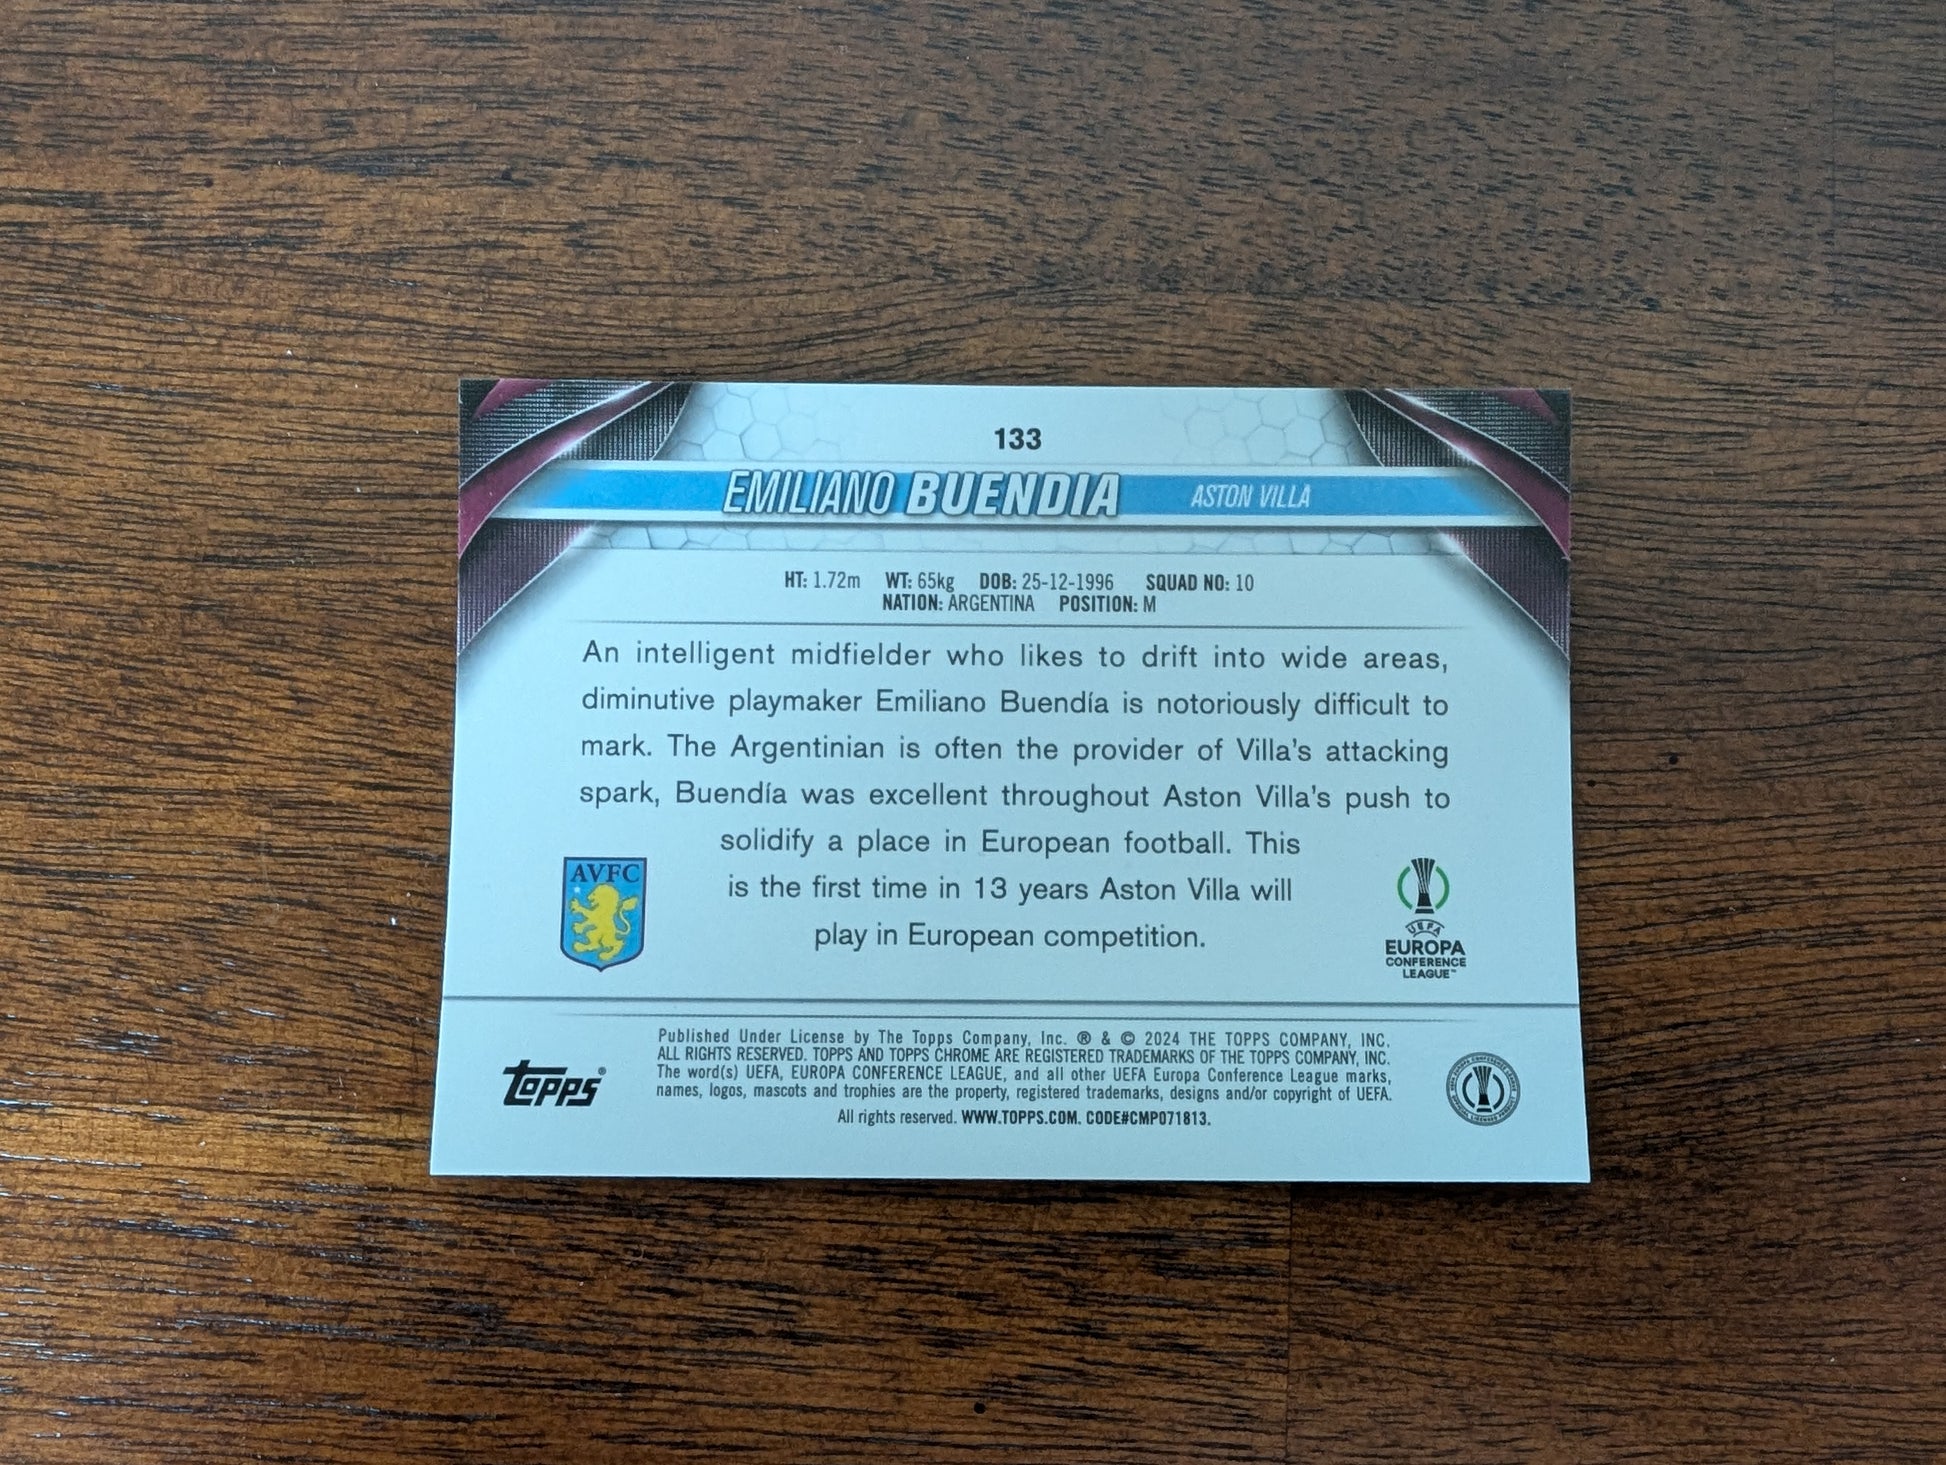 133
EMILIANO BUENDIA ASTON VILLA
HT: 1.72m WT: 65kg DOB: 25-12-1996 SQUAD NO: 10
NATION: ARGENTINA POSITION: M
An intelligent midfielder who likes to drift into wide areas,
diminutive playmaker Emiliano Buendía is notoriously difficult to
mark. The Argentinian is often the provider of Villa's attacking
spark, Buendía was excellent throughout Aston Villa's push to
solidify a place in European football. This
is the first time in 13 years Aston Villa will
play in European competition.
AVFC
UEFA
EUROPA
CONFERENCE
LEAGUE™
Published Under License by The Topps Company, Inc. ® & © 2024 THE TOPPS COMPANY, INC.
ALL RIGHTS RESERVED. TOPPS AND TOPPS CHROME ARE REGISTERED TRADEMARKS OF THE TOPPS COMPANY, INC.
The word(s) UEFA, EUROPA CONFERENCE LEAGUE, and all other UEFA Europa Conference League marks,
names, logos, mascots and trophies are the property, registered trademarks, designs and/or copyright of UEFA.
All rights reserved. WWW.TOPPS.COM. CODE#CMP071813.
topps®